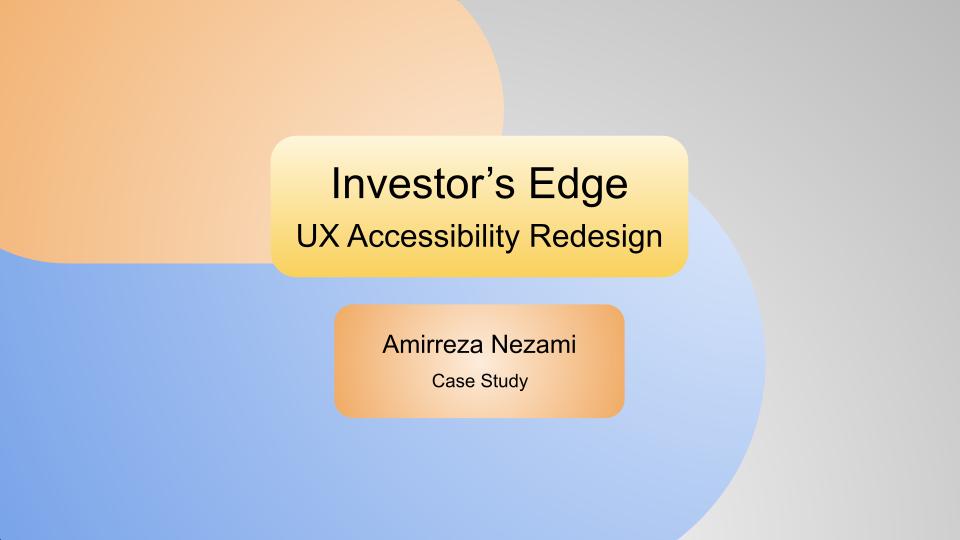 Investor’s Edge
UX Accessibility Redesign
Amirreza Nezami
Case Study